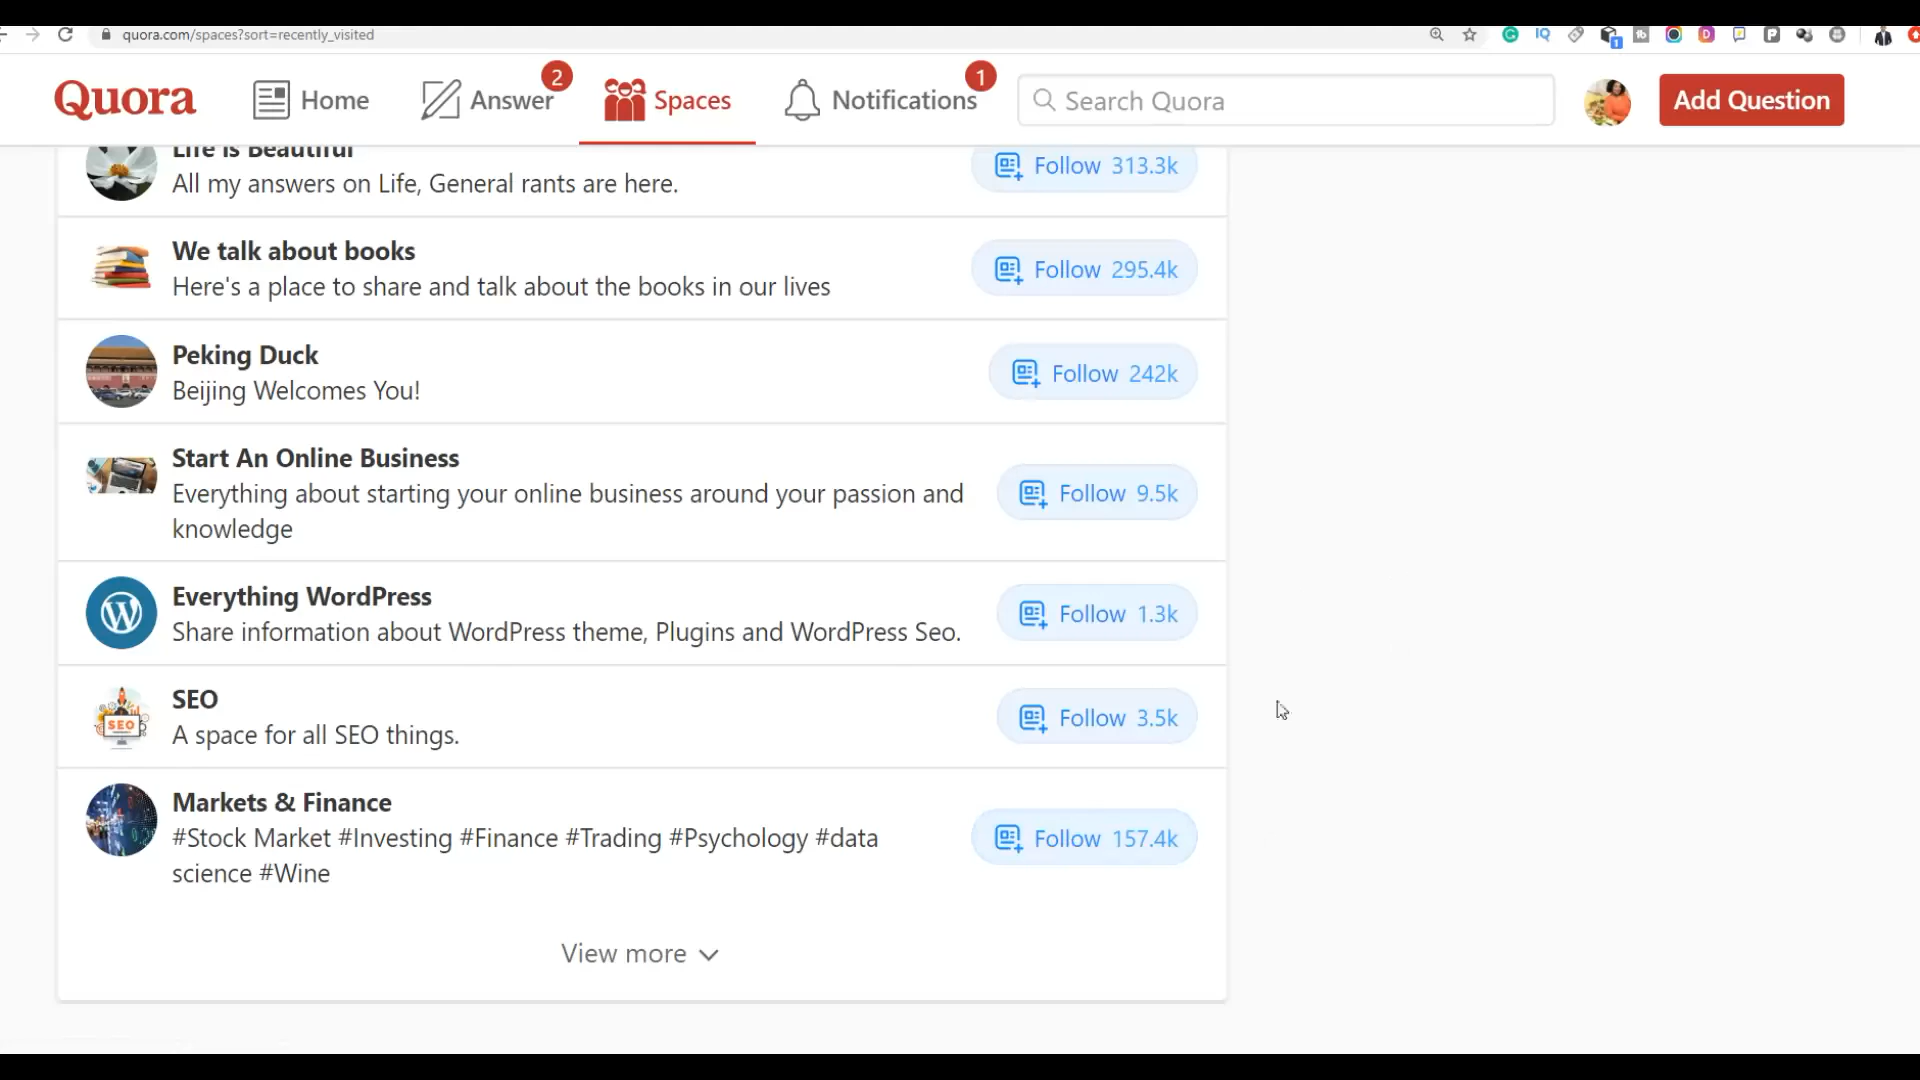 quora.com/spaces?sort=recently_visited
Quora
Home
Answer 2
Spaces
Notifications 1
Search Quora
Add Question
Life is Beautiful
All my answers on Life, General rants are here.
Follow 313.3k
We talk about books
Here's a place to share and talk about the books in our lives
Follow 295.4k
Peking Duck
Beijing Welcomes You!
Follow 242k
Start An Online Business
Everything about starting your online business around your passion and
knowledge
Follow 9.5k
Everything WordPress
Share information about WordPress theme, Plugins and WordPress Seo.
Follow 1.3k
SEO
SEO
A space for all SEO things.
Follow 3.5k
Markets & Finance
#Stock Market #Investing #Finance #Trading #Psychology #data
science #Wine
Follow 157.4k
View more